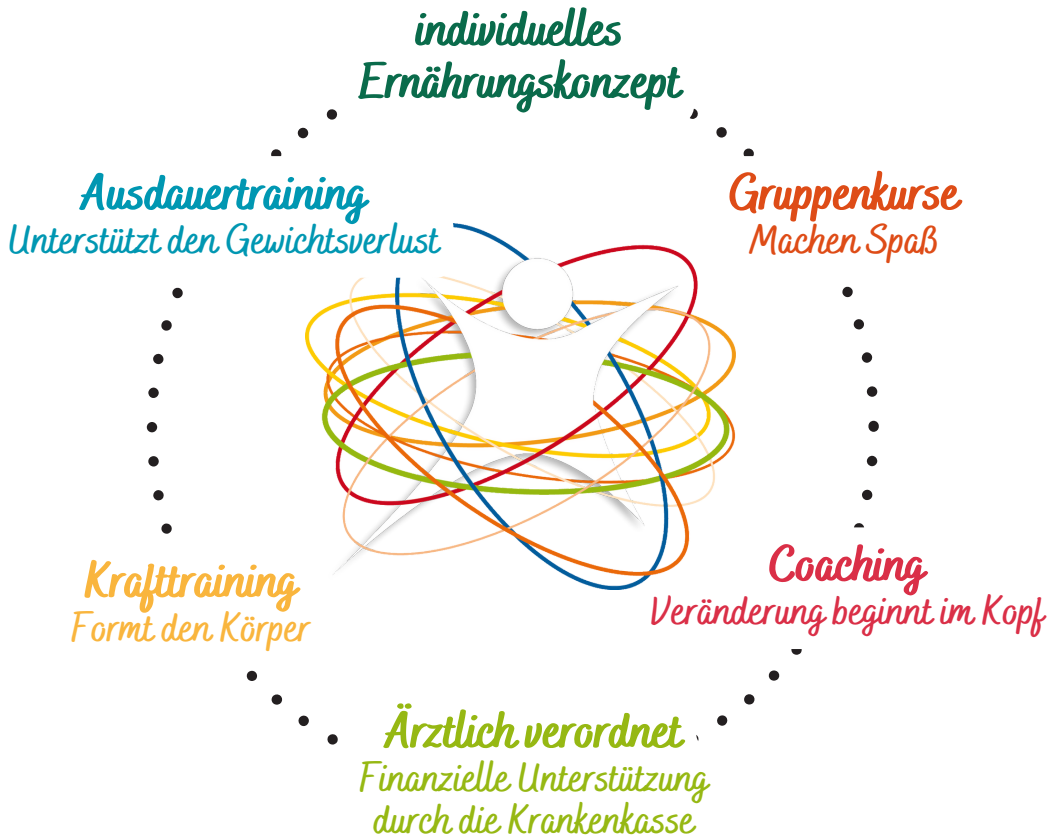 individuelles
Ernährungskonzept
Ausdauertraining
Unterstützt den Gewichtsverlust
Gruppenkurse
Machen Spaß
Krafttraining
Formt den Körper
Coaching
Veränderung beginnt im Kopf
Ärztlich verordnet
Finanzielle Unterstützung
durch die Krankenkasse